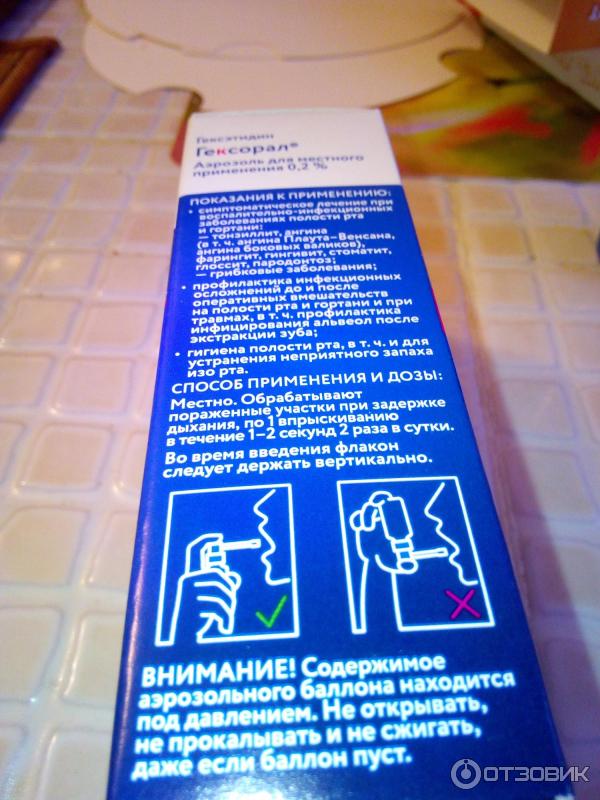 Гексэтидин
Гексорал®
Аэрозоль для местного
применения 0,2 %
ПОКАЗАНИЯ К ПРИМЕНЕНИЮ:
• симптоматическое лечение при
воспалительно-инфекционных
заболеваниях полости рта
и гортани:
— тонзиллит, ангина
(в т. ч. ангина Плаута-Венсана,
ангина боковых валиков),
фарингит, гингивит, стоматит,
глоссит, пародонтоз;
— грибковые заболевания;
• профилактика инфекционных
осложнений до и после
оперативных вмешательств
на полости рта и гортани и при
травмах, в т. ч. профилактика
инфицирования альвеол после
экстракции зуба;
• гигиена полости рта, в т. ч. и для
устранения неприятного запаха
изо рта.
СПОСОБ ПРИМЕНЕНИЯ И ДОЗЫ:
Местно. Обрабатывают
пораженные участки при задержке
дыхания, по 1 впрыскиванию
в течение 1–2 секунд 2 раза в сутки.
Во время введения флакон
следует держать вертикально.
ВНИМАНИЕ! Содержимое
аэрозольного баллона находится
под давлением. Не открывать,
не прокалывать и не сжигать,
даже если баллон пуст.
ОТЗОВИК